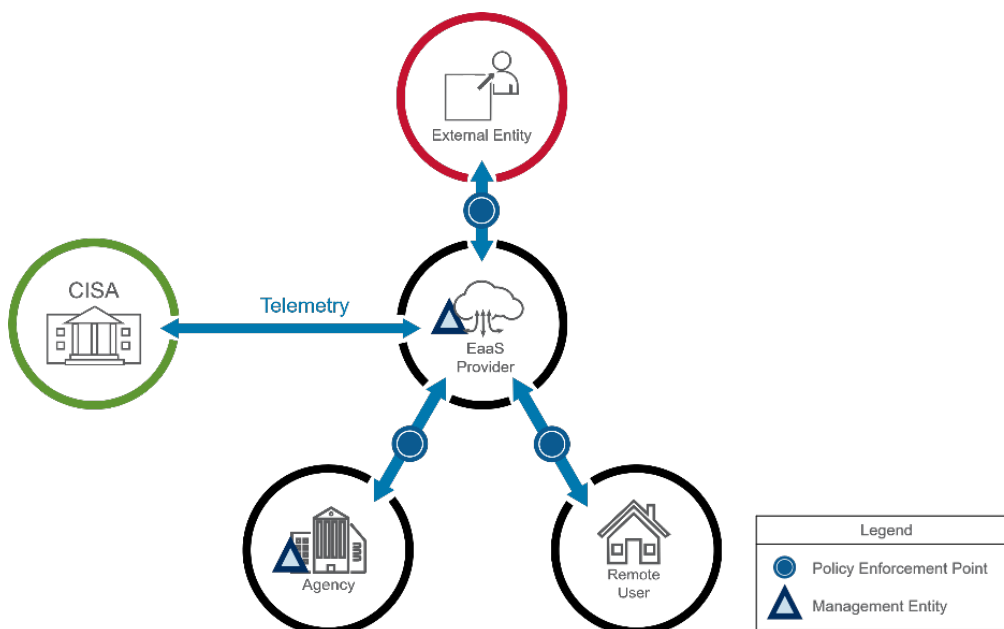 External Entity
CISA
Telemetry
EaaS
Provider
Agency
Remote
User
Legend
Policy Enforcement Point
Management Entity